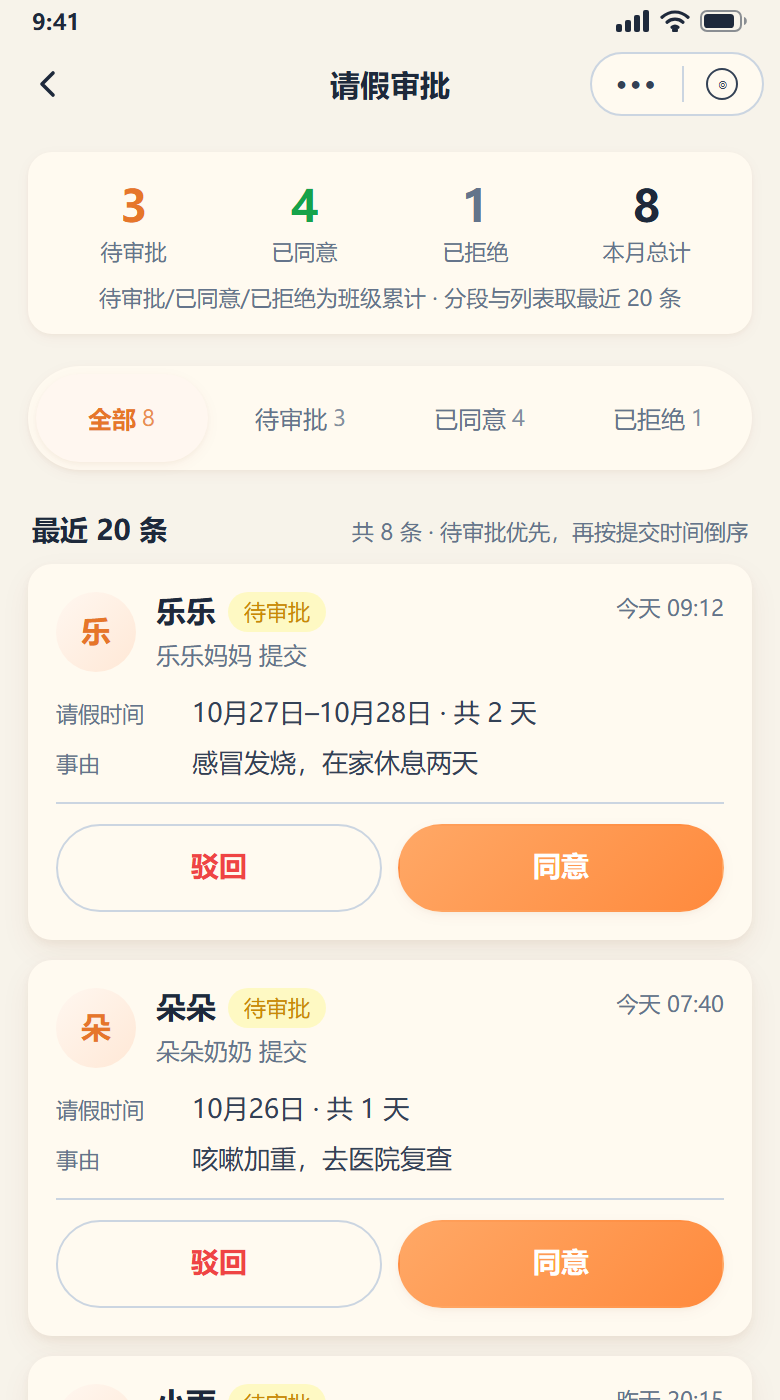 9:41
请假审批
3 4 1 8
待审批 已同意 已拒绝 本月总计
待审批/已同意/已拒绝为班级累计 · 分段与列表取最近 20 条
全部 8 待审批 3 已同意 4 已拒绝 1
最近 20 条 共 8 条 · 待审批优先，再按提交时间倒序
乐 乐乐 待审批 今天 09:12
乐乐妈妈 提交
请假时间 10月27日–10月28日 · 共 2 天
事由 感冒发烧，在家休息两天
驳回 同意
朵 朵朵 待审批 今天 07:40
朵朵奶奶 提交
请假时间 10月26日 · 共 1 天
事由 咳嗽加重，去医院复查
驳回 同意
待审批 昨天 20:15